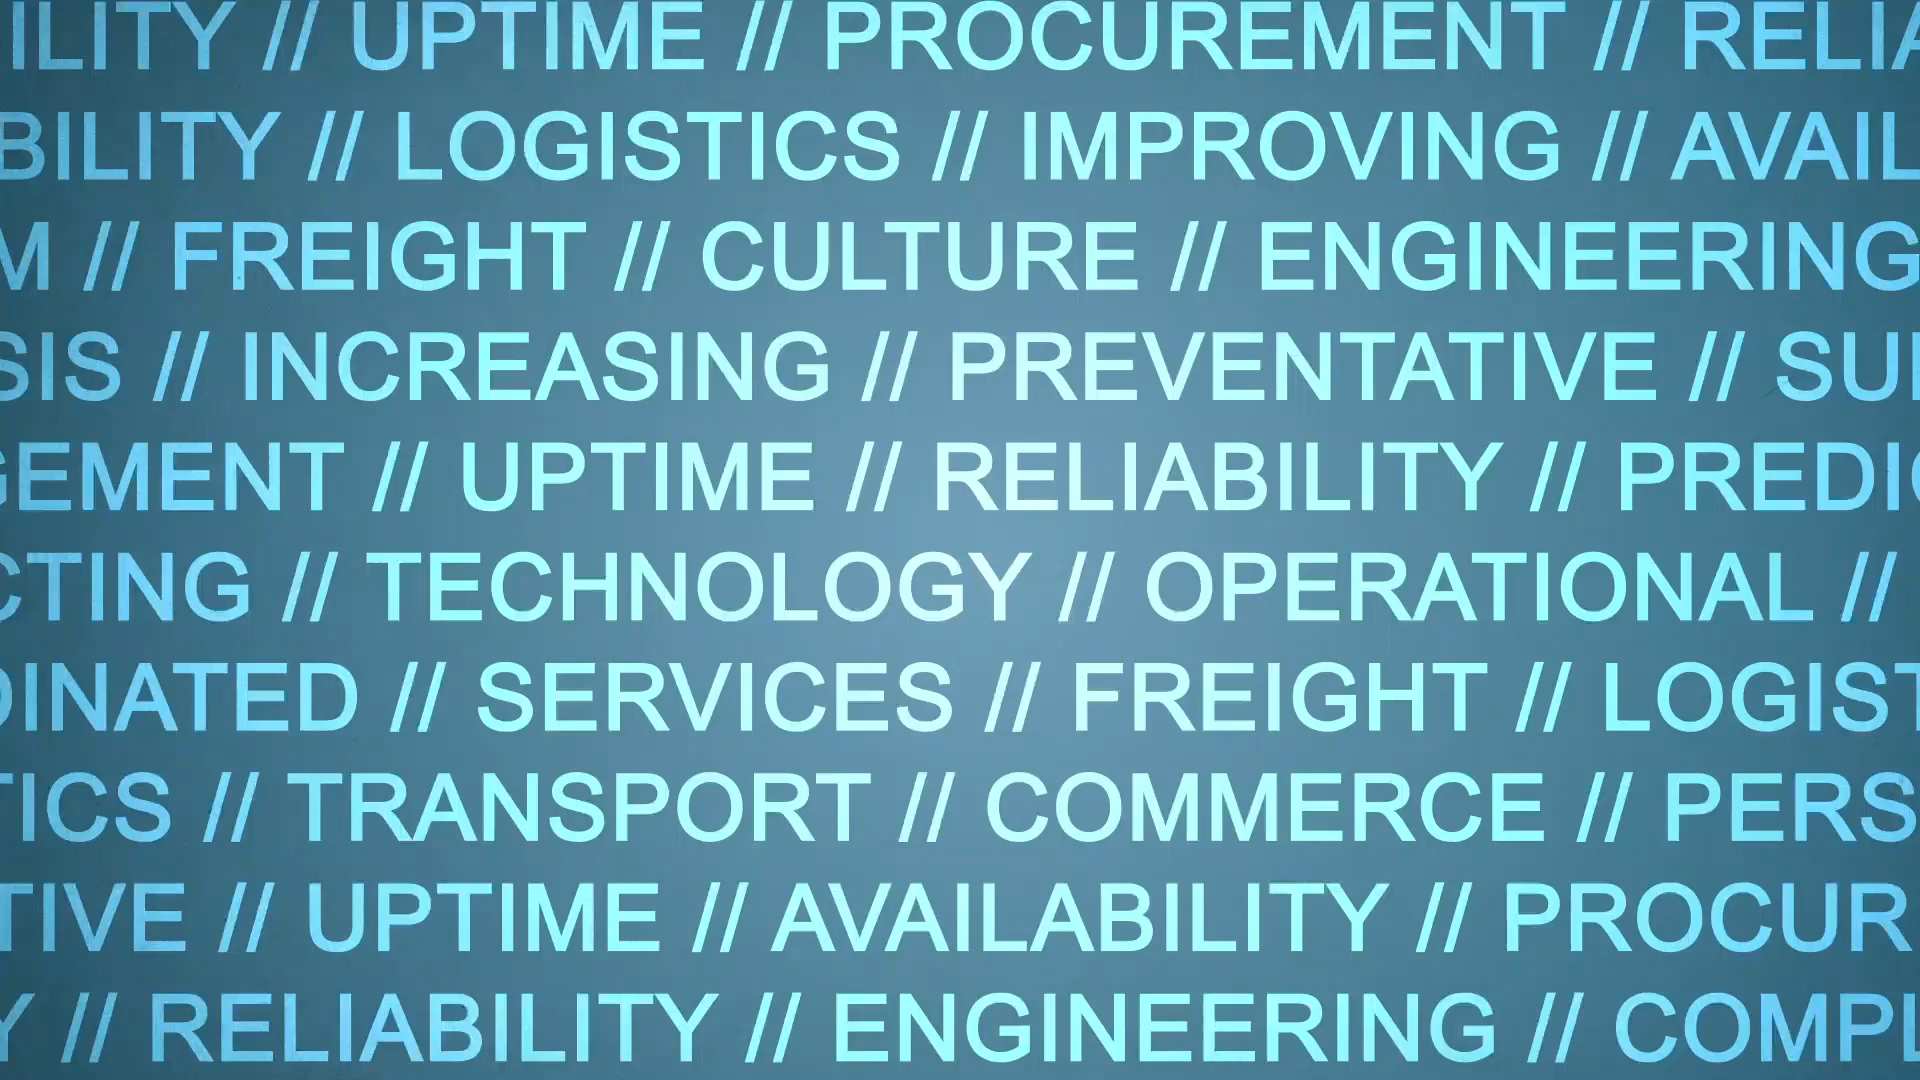 ILITY // UPTIME // PROCUREMENT // RELIA
BILITY // LOGISTICS // IMPROVING // AVAIL
M // FREIGHT // CULTURE // ENGINEERING
SIS // INCREASING // PREVENTATIVE // SU
GEMENT // UPTIME // RELIABILITY // PREDIC
CTING // TECHNOLOGY // OPERATIONAL //
DINATED // SERVICES // FREIGHT // LOGIST
TICS // TRANSPORT // COMMERCE // PERS
TIVE // UPTIME // AVAILABILITY // PROCUR
Y // RELIABILITY // ENGINEERING // COMPL